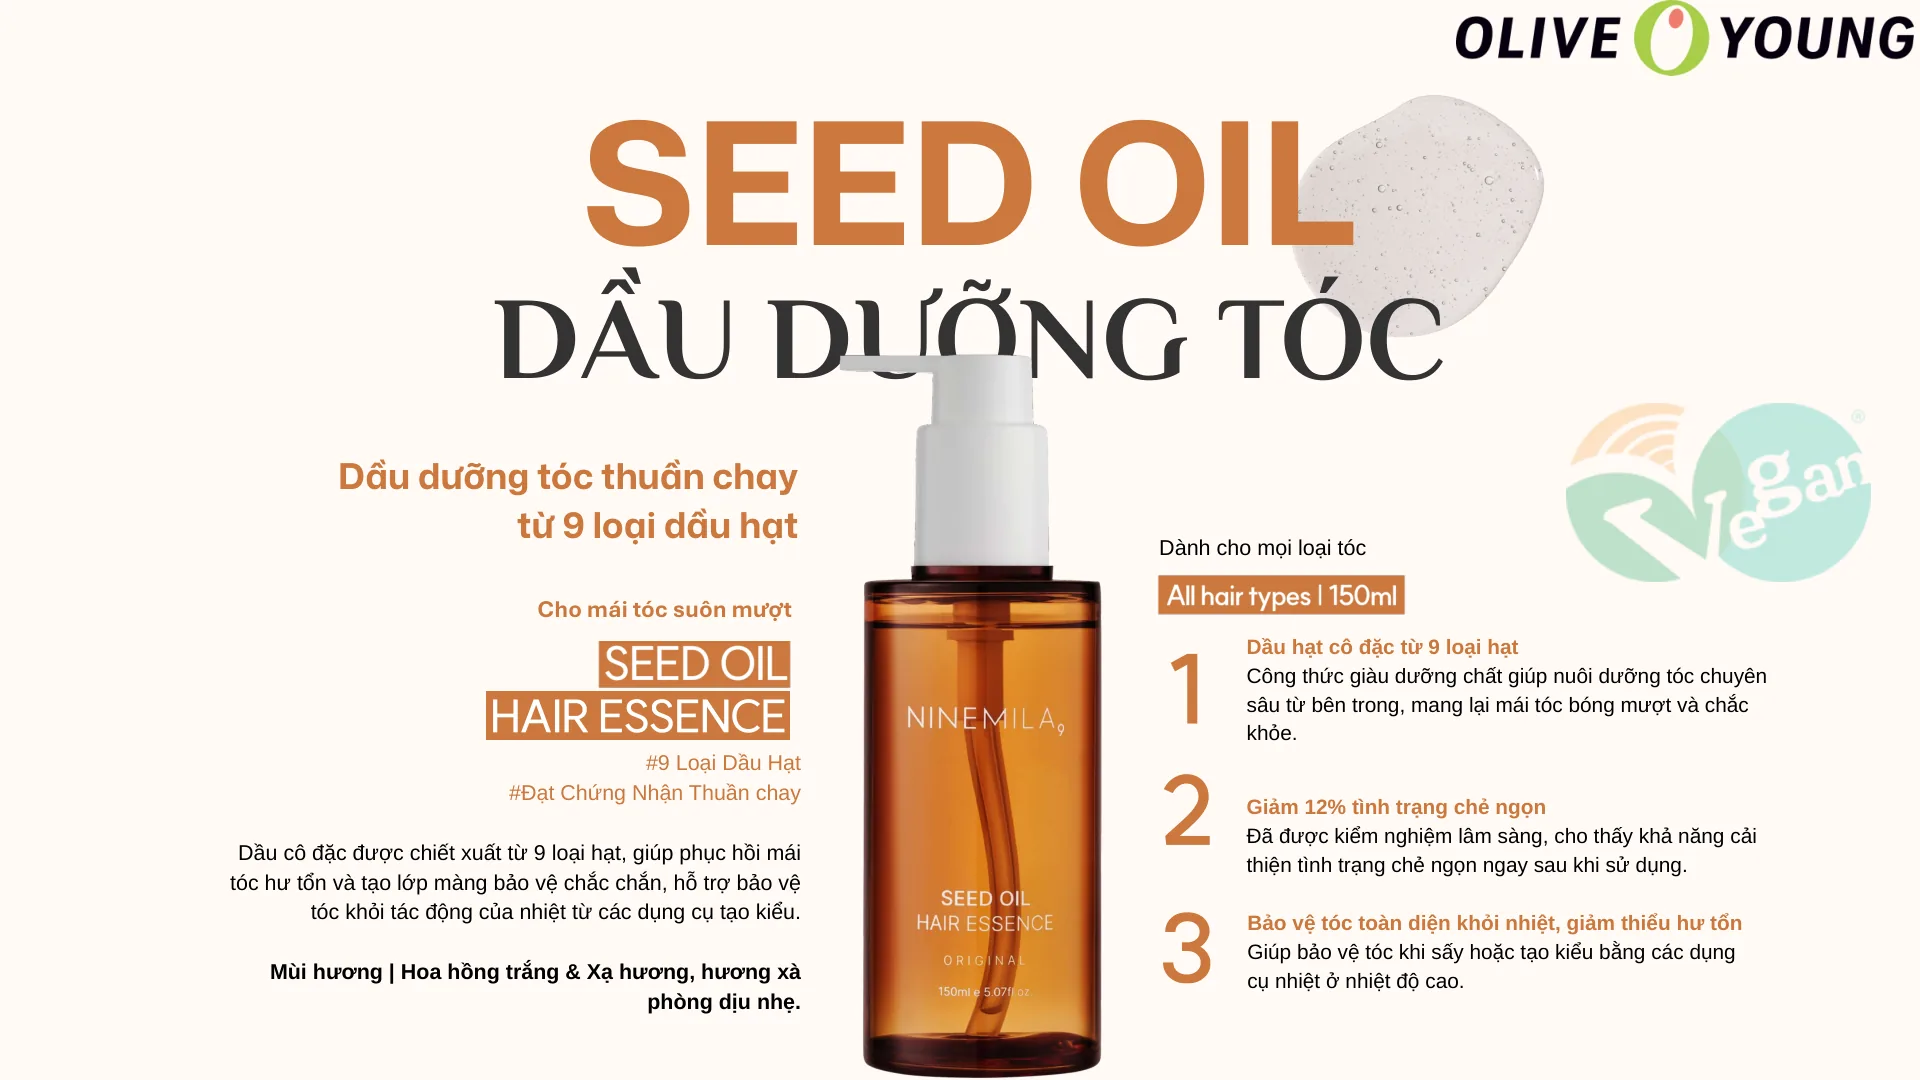 OLIVE YOUNG
SEED OIL
DẦU DƯỠNG TÓC
Dầu dưỡng tóc thuần chay
từ 9 loại dầu hạt
Cho mái tóc suôn mượt
SEED OIL
HAIR ESSENCE
#9 Loại Dầu Hạt
#Đạt Chứng Nhận Thuần chay
Dầu cô đặc được chiết xuất từ 9 loại hạt, giúp phục hồi mái
tóc hư tổn và tạo lớp màng bảo vệ chắc chắn, hỗ trợ bảo vệ
tóc khỏi tác động của nhiệt từ các dụng cụ tạo kiểu.
Mùi hương | Hoa hồng trắng & Xạ hương, hương xà
phòng dịu nhẹ.
NINEMILA9
SEED OIL
HAIR ESSENCE
ORIGINAL
150ml e 5.07fl oz.
Vegan®
Dành cho mọi loại tóc
All hair types | 150ml
1
Dầu hạt cô đặc từ 9 loại hạt
Công thức giàu dưỡng chất giúp nuôi dưỡng tóc chuyên
sâu từ bên trong, mang lại mái tóc bóng mượt và chắc
khỏe.
2
Giảm 12% tình trạng chẻ ngọn
Đã được kiểm nghiệm lâm sàng, cho thấy khả năng cải
thiện tình trạng chẻ ngọn ngay sau khi sử dụng.
3
Bảo vệ tóc toàn diện khỏi nhiệt, giảm thiểu hư tổn
Giúp bảo vệ tóc khi sấy hoặc tạo kiểu bằng các dụng
cụ nhiệt ở nhiệt độ cao.